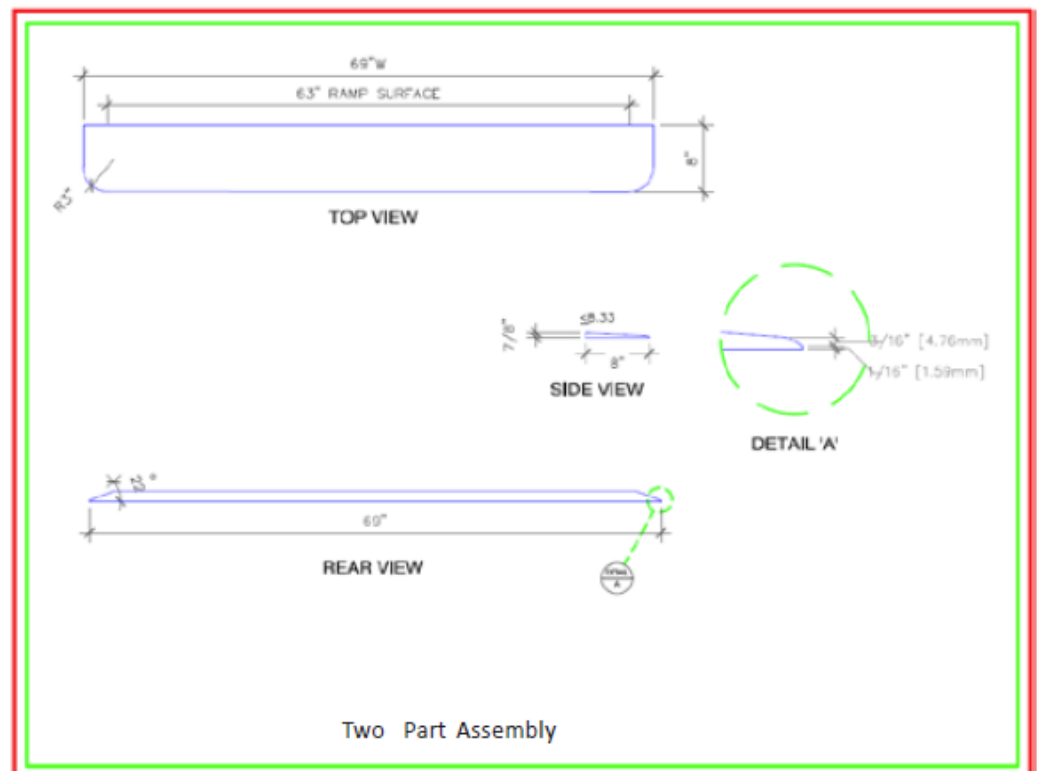 69"W
63" RAMP SURFACE
8"
R3"
TOP VIEW
≤8.33
7/8"
8"
3/16" [4.76mm]
1/16" [1.59mm]
SIDE VIEW
DETAIL 'A'
22°
69"
REAR VIEW
A
Two Part Assembly